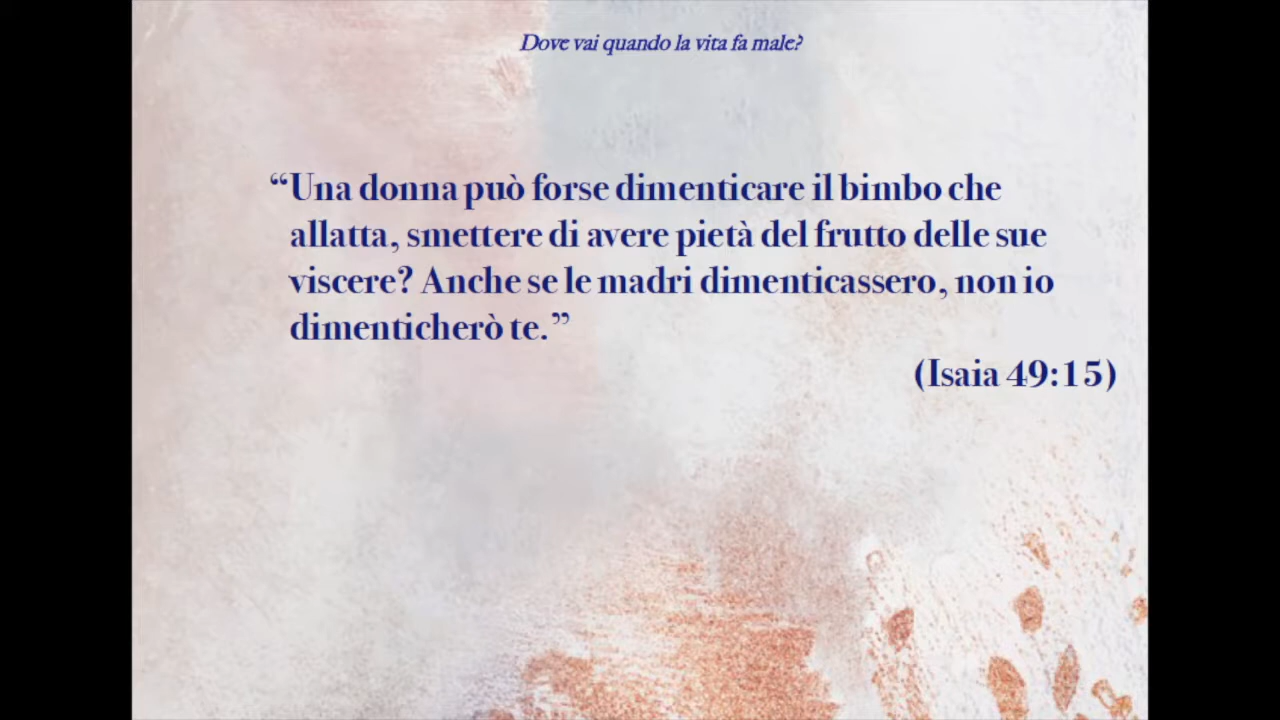 Dove vai quando la vita fa male?
“Una donna può forse dimenticare il bimbo che
allatta, smettere di avere pietà del frutto delle sue
viscere? Anche se le madri dimenticassero, non io
dimenticherò te.”
(Isaia 49:15)